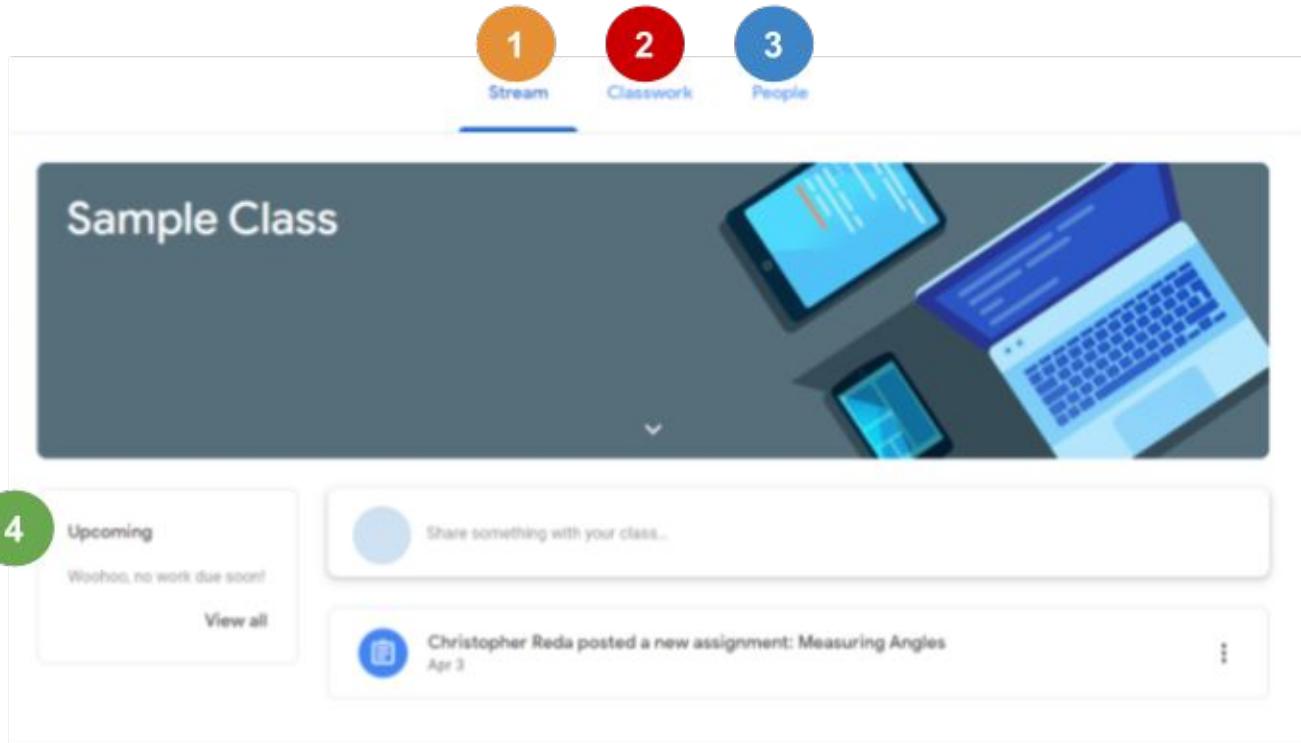 1 2 3
Stream Classwork People
Sample Class
4
Upcoming
Woohoo, no work due soon!
View all
Share something with your class...
Christopher Reda posted a new assignment: Measuring Angles
Apr 3